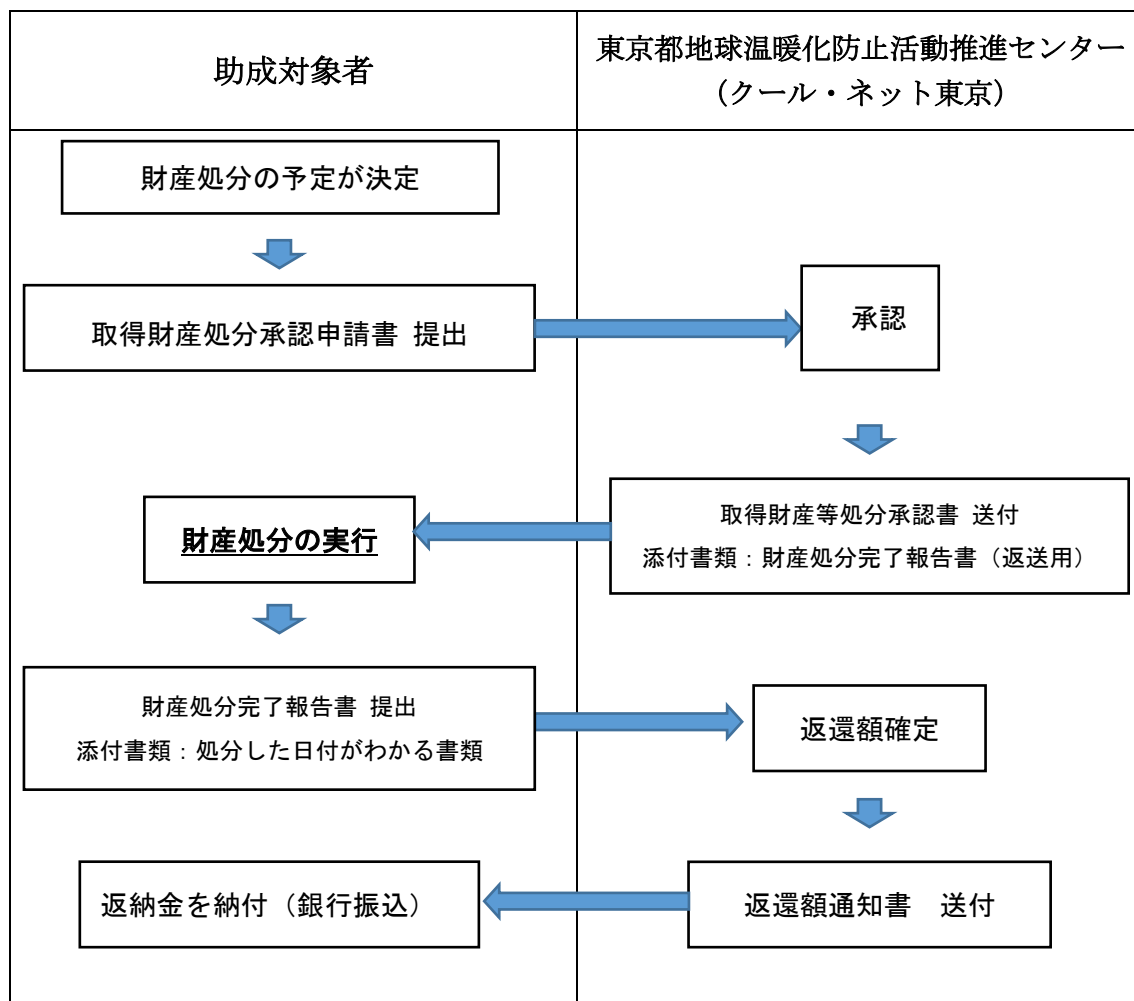 助成対象者
東京都地球温暖化防止活動推進センター
（クール・ネット東京）
財産処分の予定が決定
取得財産処分承認申請書 提出
承認
取得財産等処分承認書 送付
添付書類：財産処分完了報告書（返送用）
財産処分の実行
財産処分完了報告書 提出
添付書類：処分した日付がわかる書類
返還額確定
返還額通知書　送付
返納金を納付（銀行振込）